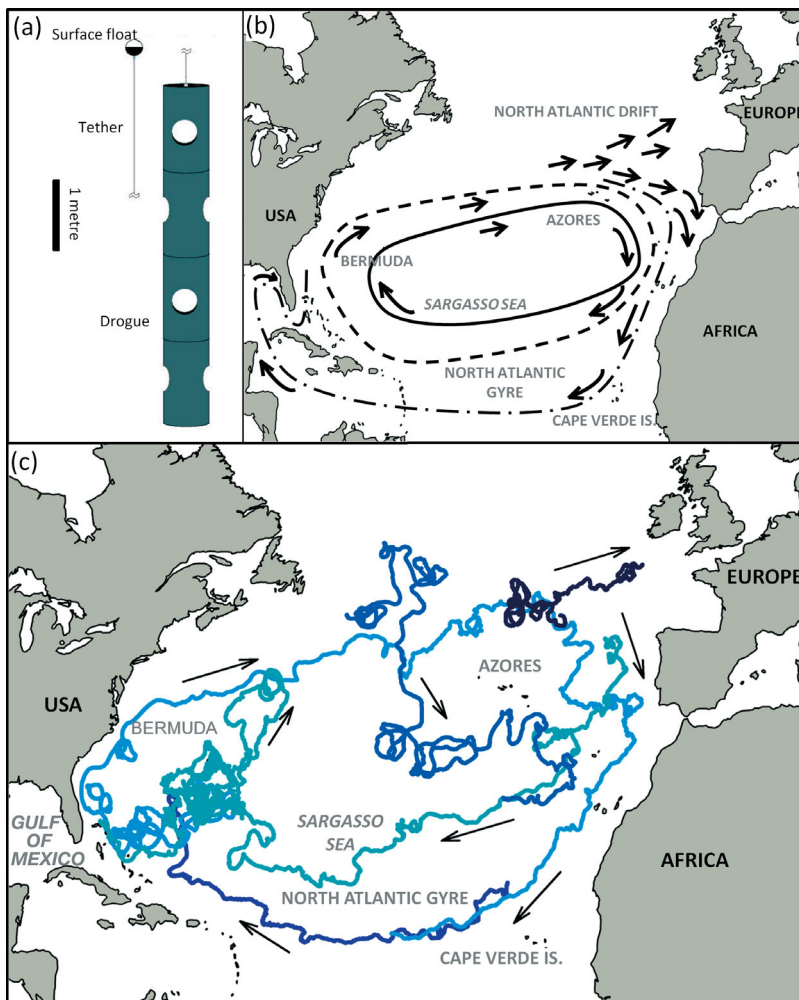 (a)
Surface float
Tether
1 metre
Drogue
(b)
NORTH ATLANTIC DRIFT
EUROPE
USA
AZORES
BERMUDA
SARGASSO SEA
AFRICA
NORTH ATLANTIC
GYRE
CAPE VERDE IS.
(c)
EUROPE
AZORES
USA
BERMUDA
SARGASSO
SEA
GULF
OF
MEXICO
AFRICA
NORTH ATLANTIC GYRE
CAPE VERDE IS.